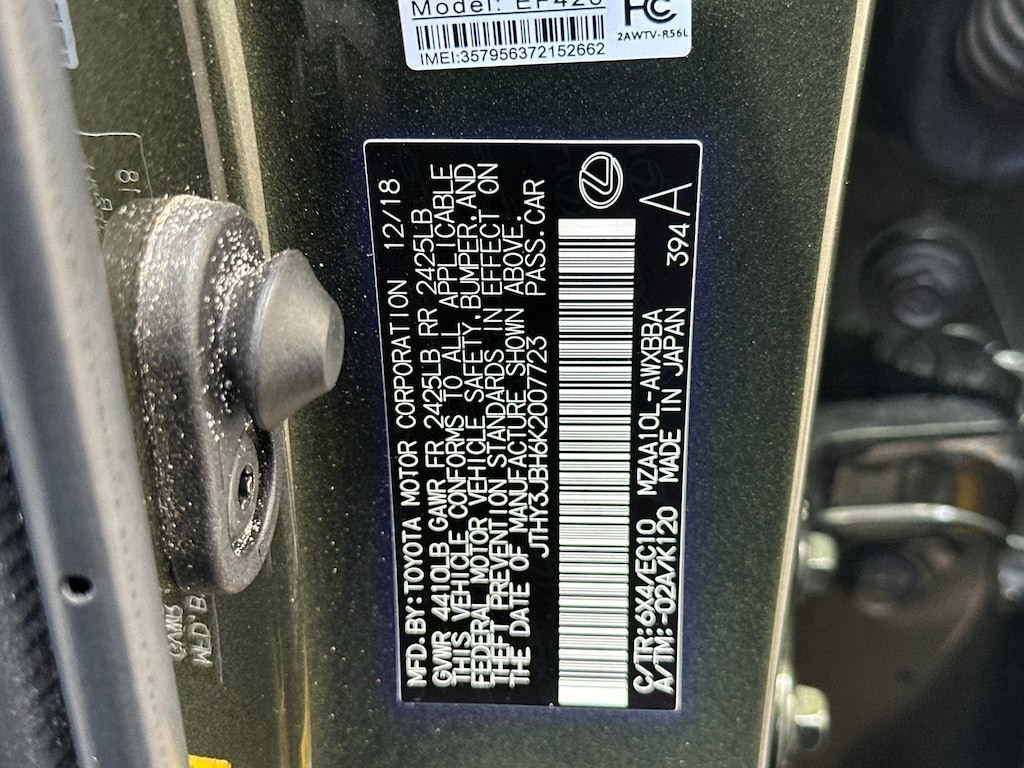 Model: EF420
IMEI:357956372152662
FC
2AWTV-R56L
MFD.BY:TOYOTA MOTOR CORPORATION 12/18
GVWR 4410LB GAWR FR 2425LB RR 2425LB
THIS VEHICLE CONFORMS TO ALL APPLICABLE
FEDERAL MOTOR VEHICLE SAFETY,BUMPER,AND
THEFT PREVENTION STANDARDS IN EFFECT ON
THE DATE OF MANUFACTURE SHOWN ABOVE.
JTHY3JBH6K2007723 PASS.CAR
C/TR:6X4/EC10 MZAA10L-AWXBBA
A/TM:-02A/K120 MADE IN JAPAN 394 A